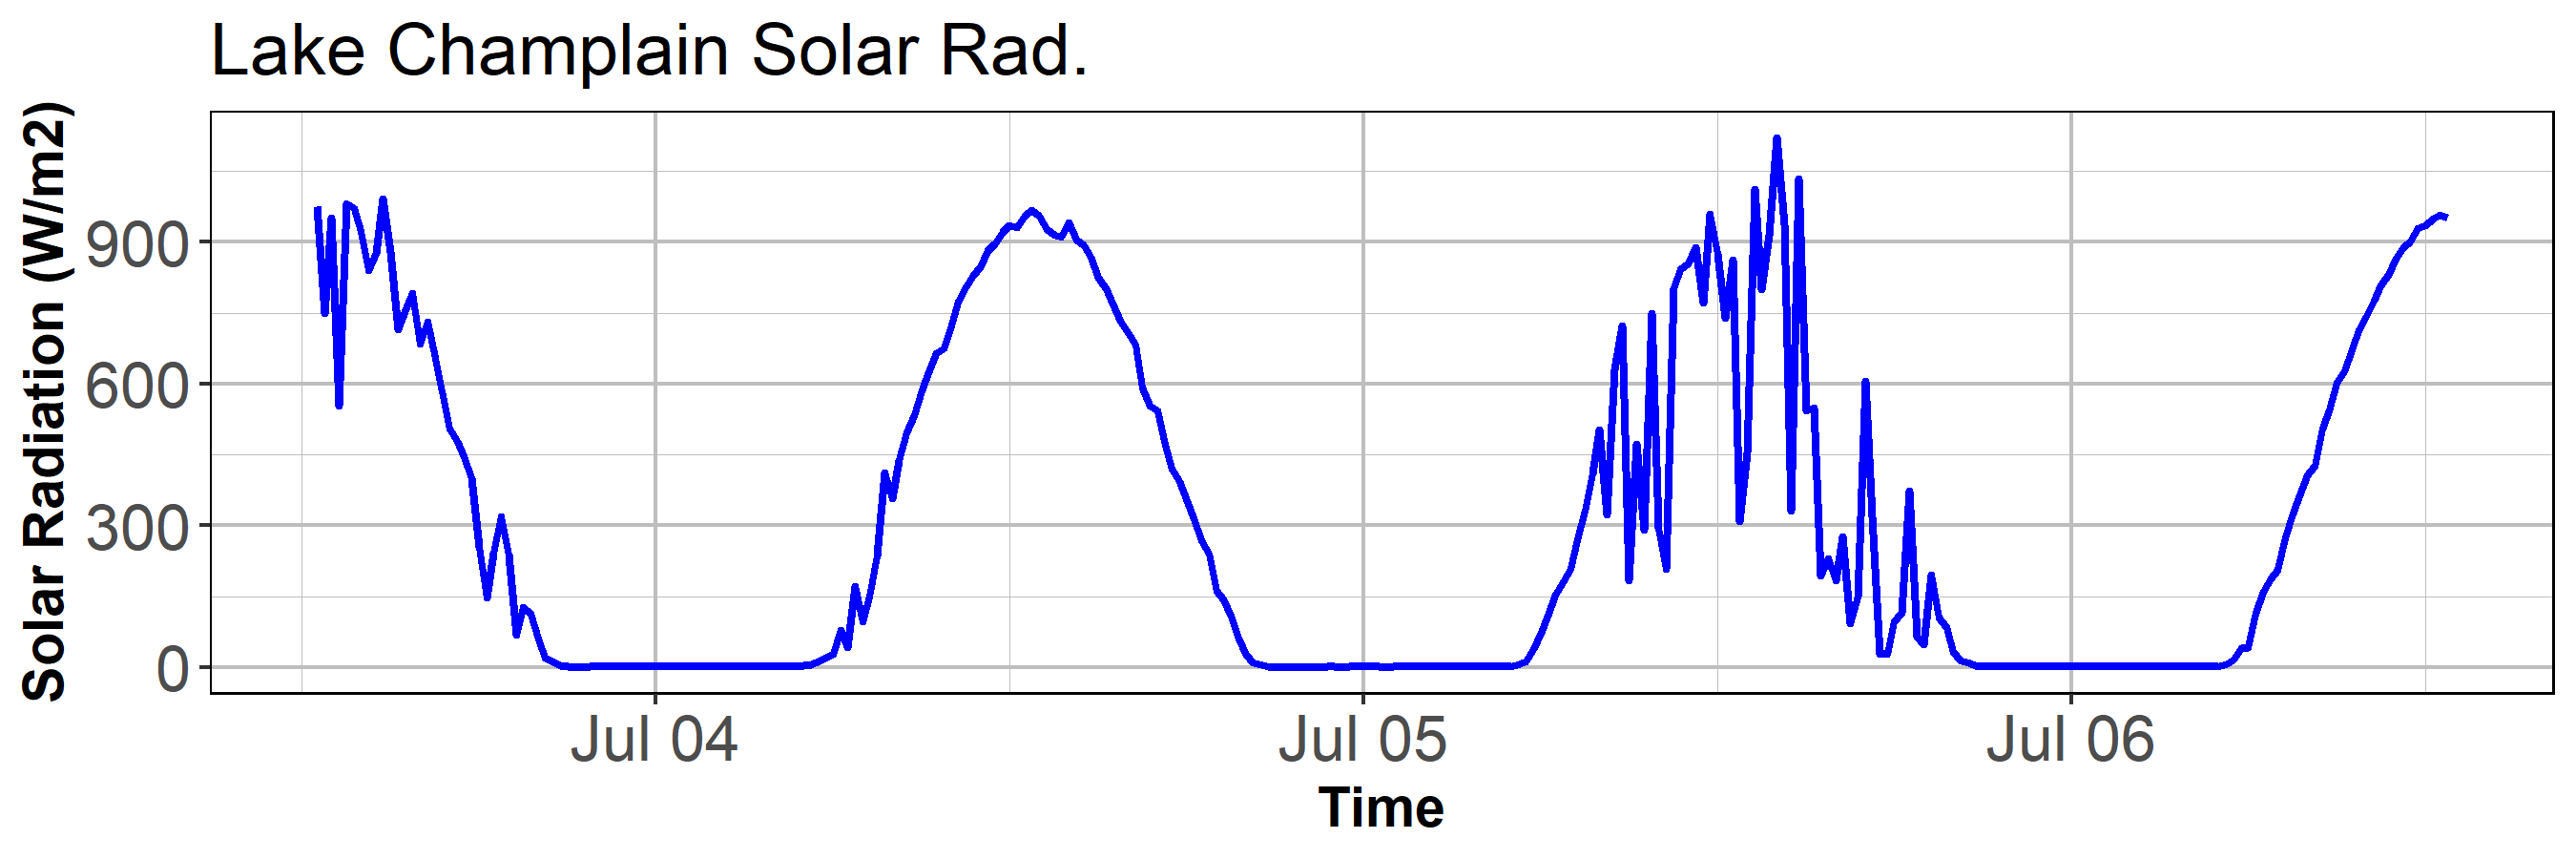 Lake Champlain Solar Rad.
Solar Radiation (W/m2)
900
600
300
0
Jul 04
Jul 05
Jul 06
Time